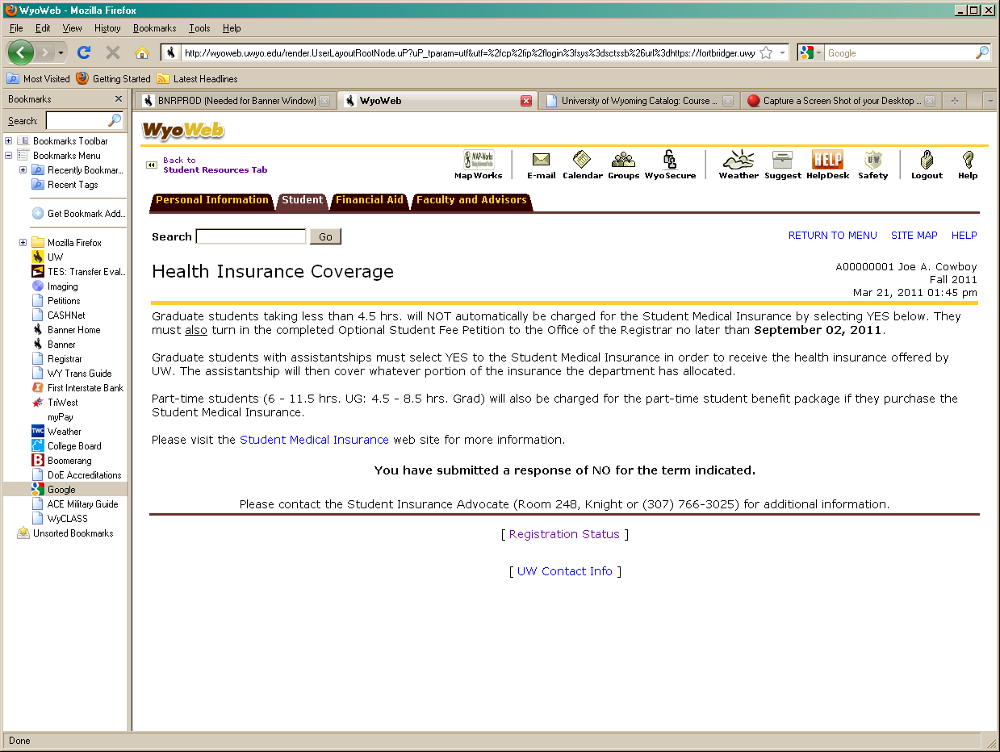 WyoWeb - Mozilla Firefox
File Edit View History Bookmarks Tools Help
http://wyoweb.uwyo.edu/render.UserLayoutRootNode.uP?uP_tparam=utf&utf=%2fcp%2fip%2flogin%3fsys%3dsctssb%26url%3dhttps://fortbridger.uwy
Google
Most Visited Getting Started Latest Headlines
Bookmarks
BNRPROD (Needed for Banner Window) WyoWeb University of Wyoming Catalog: Course ... Capture a Screen Shot of your Desktop ...
Search:
Bookmarks Toolbar
Bookmarks Menu
Recently Bookmar...
Recent Tags
Get Bookmark Add...
Mozilla Firefox
UW
TES: Transfer Eval...
Imaging
Petitions
CASHNet
Banner Home
Banner
Registrar
WY Trans Guide
First Interstate Bank
TriWest
myPay
TWC Weather
College Board
B Boomerang
DoE Accreditations
Google
ACE Military Guide
WyCLASS
Unsorted Bookmarks
WyoWeb
Back to
Student Resources Tab
MAP-Works
HELP
UW
MapWorks E-mail Calendar Groups WyoSecure Weather Suggest HelpDesk Safety Logout Help
Personal Information Student Financial Aid Faculty and Advisors
Search Go
RETURN TO MENU SITE MAP HELP
Health Insurance Coverage
A00000001 Joe A. Cowboy
Fall 2011
Mar 21, 2011 01:45 pm
Graduate students taking less than 4.5 hrs. will NOT automatically be charged for the Student Medical Insurance by selecting YES below. They
must also turn in the completed Optional Student Fee Petition to the Office of the Registrar no later than September 02, 2011.
Graduate students with assistantships must select YES to the Student Medical Insurance in order to receive the health insurance offered by
UW. The assistantship will then cover whatever portion of the insurance the department has allocated.
Part-time students (6 - 11.5 hrs. UG: 4.5 - 8.5 hrs. Grad) will also be charged for the part-time student benefit package if they purchase the
Student Medical Insurance.
Please visit the Student Medical Insurance web site for more information.
You have submitted a response of NO for the term indicated.
Please contact the Student Insurance Advocate (Room 248, Knight or (307) 766-3025) for additional information.
[ Registration Status ]
[ UW Contact Info ]
Done